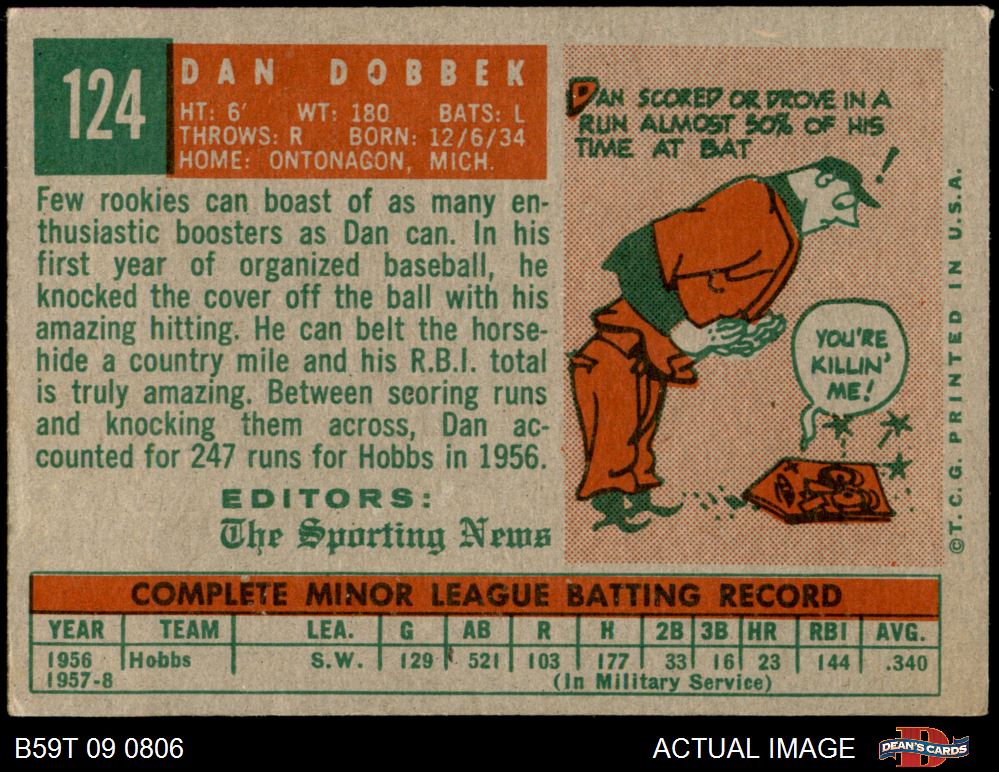 124
DAN DOBBEK
HT: 6' WT: 180 BATS: L
THROWS: R BORN: 12/6/34
HOME: ONTONAGON, MICH.
Few rookies can boast of as many en-
thusiastic boosters as Dan can. In his
first year of organized baseball, he
knocked the cover off the ball with his
amazing hitting. He can belt the horse-
hide a country mile and his R.B.I. total
is truly amazing. Between scoring runs
and knocking them across, Dan ac-
counted for 247 runs for Hobbs in 1956.
EDITORS:
The Sporting News
DAN SCORED OR DROVE IN A
RUN ALMOST 50% OF HIS
TIME AT BAT
!
YOU'RE
KILLIN'
ME!
©T.C.G. PRINTED IN U.S.A.
COMPLETE MINOR LEAGUE BATTING RECORD
YEAR TEAM LEA. G AB R H 2B 3B HR RBI AVG.
1956 Hobbs S.W. 129 521 103 177 33 16 23 144 .340
1957-8 (In Military Service)
B59T 09 0806 ACTUAL IMAGE DEAN'S CARDS